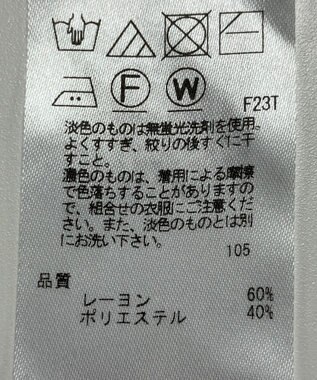 F W F23T
淡色のものは無蛍光洗剤を使用。
よくすすぎ、絞りの後すぐに干
すこと。
濃色のものは、着用による摩擦
で色落ちすることがありますの
で、組合せの衣服にご注意くだ
さい。また、淡色のものとは別
にお洗い下さい。
105
品質
レーヨン 60%
ポリエステル 40%